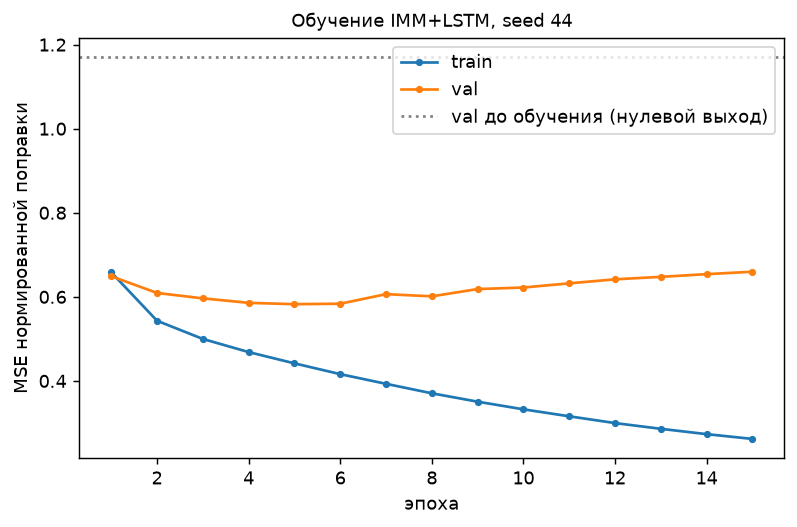 Обучение IMM+LSTM, seed 44
MSE нормированной поправки
1.2
1.0
0.8
0.6
0.4
train
val
val до обучения (нулевой выход)
2 4 6 8 10 12 14
эпоха